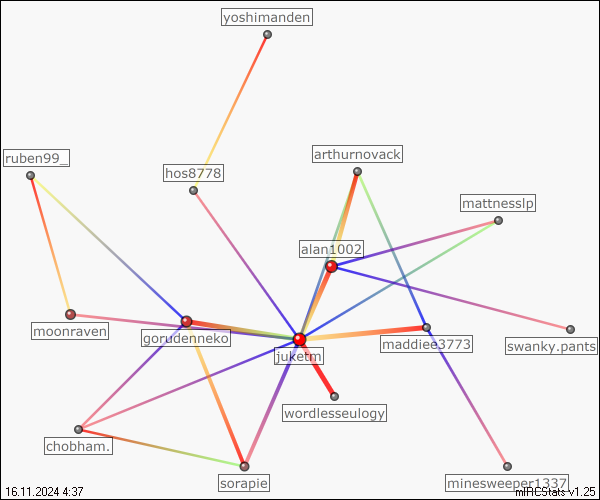 yoshimanden
arthurnovack
ruben99_
hos8778
mattnesslp
alan1002
moonraven
gorudenneko
maddiee3773
swanky.pants
juketm
wordlesseulogy
chobham.
sorapie
minesweeper1337
16.11.2024 4:37
mIRCStats v1.25